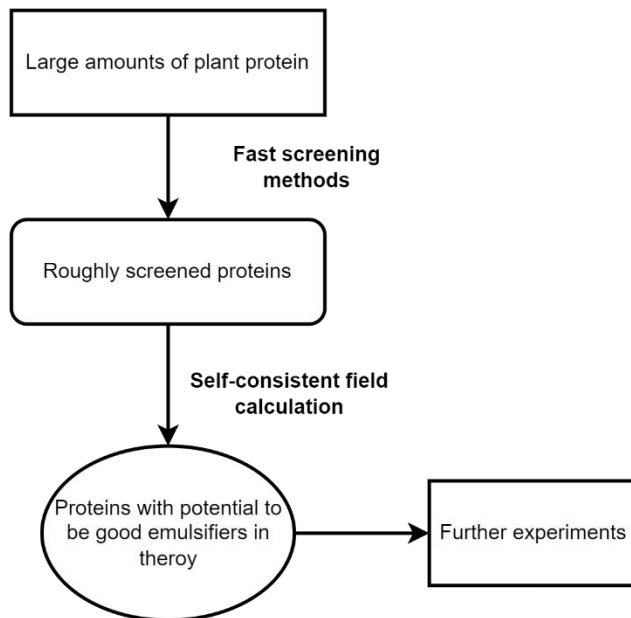 Large amounts of plant protein
Fast screening
methods
Roughly screened proteins
Self-consistent field
calculation
Proteins with potential to
be good emulsifiers in
theroy
Further experiments